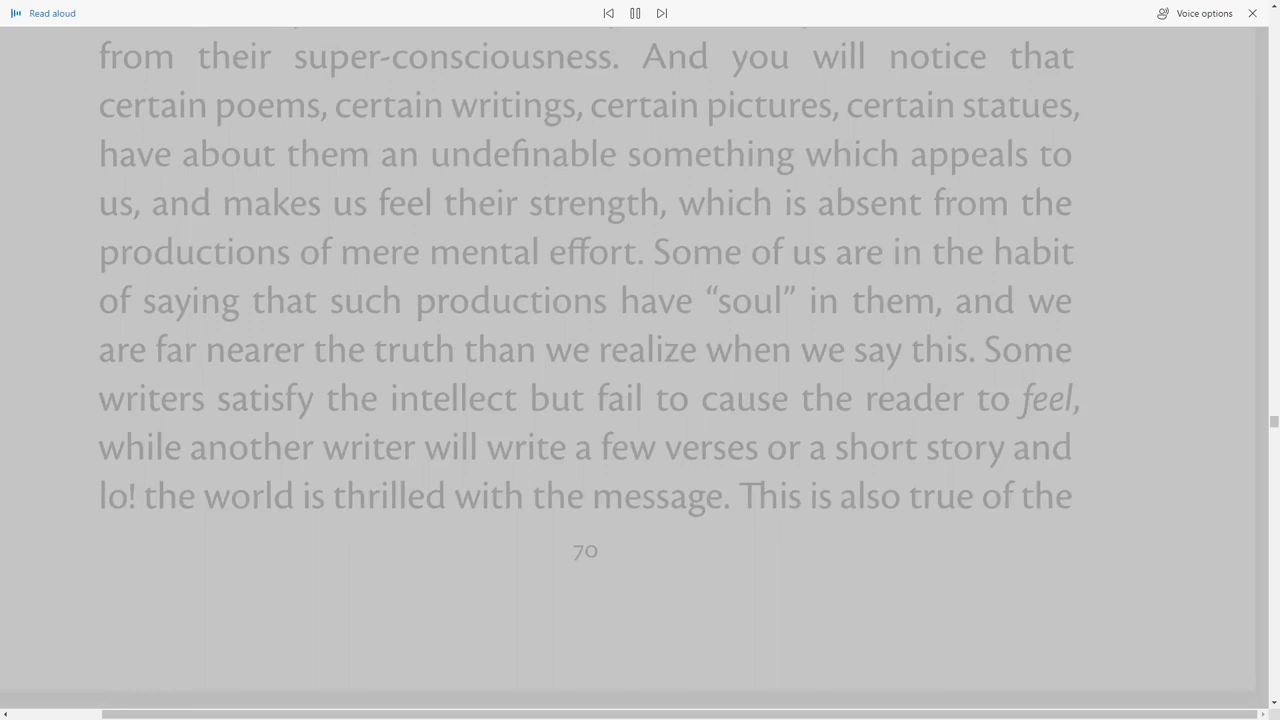 Read aloud
Voice options
from their super-consciousness. And you will notice that
certain poems, certain writings, certain pictures, certain statues,
have about them an undefinable something which appeals to
us, and makes us feel their strength, which is absent from the
productions of mere mental effort. Some of us are in the habit
of saying that such productions have “soul” in them, and we
are far nearer the truth than we realize when we say this. Some
writers satisfy the intellect but fail to cause the reader to feel,
while another writer will write a few verses or a short story and
lo! the world is thrilled with the message. This is also true of the
70